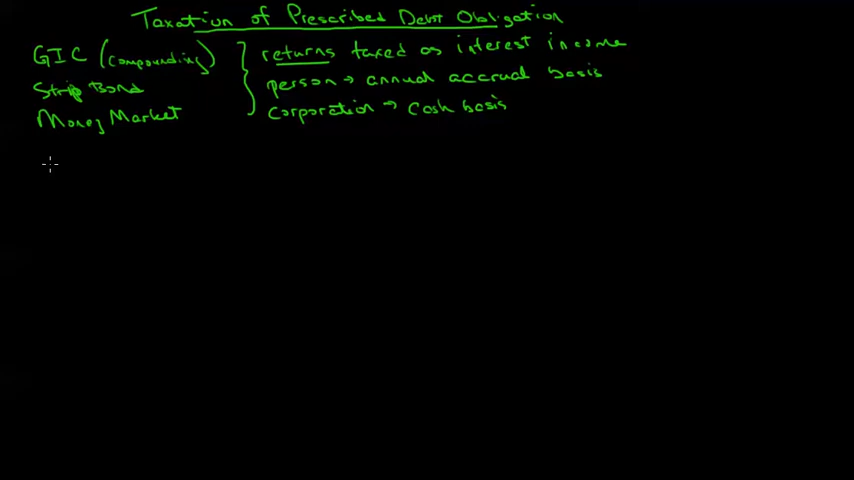 Taxation of Prescribed Debt Obligation
GIC (compounding)
Strip Bond
Money Market
returns taxed as interest income
person → annual accrual basis
corporation → cash basis